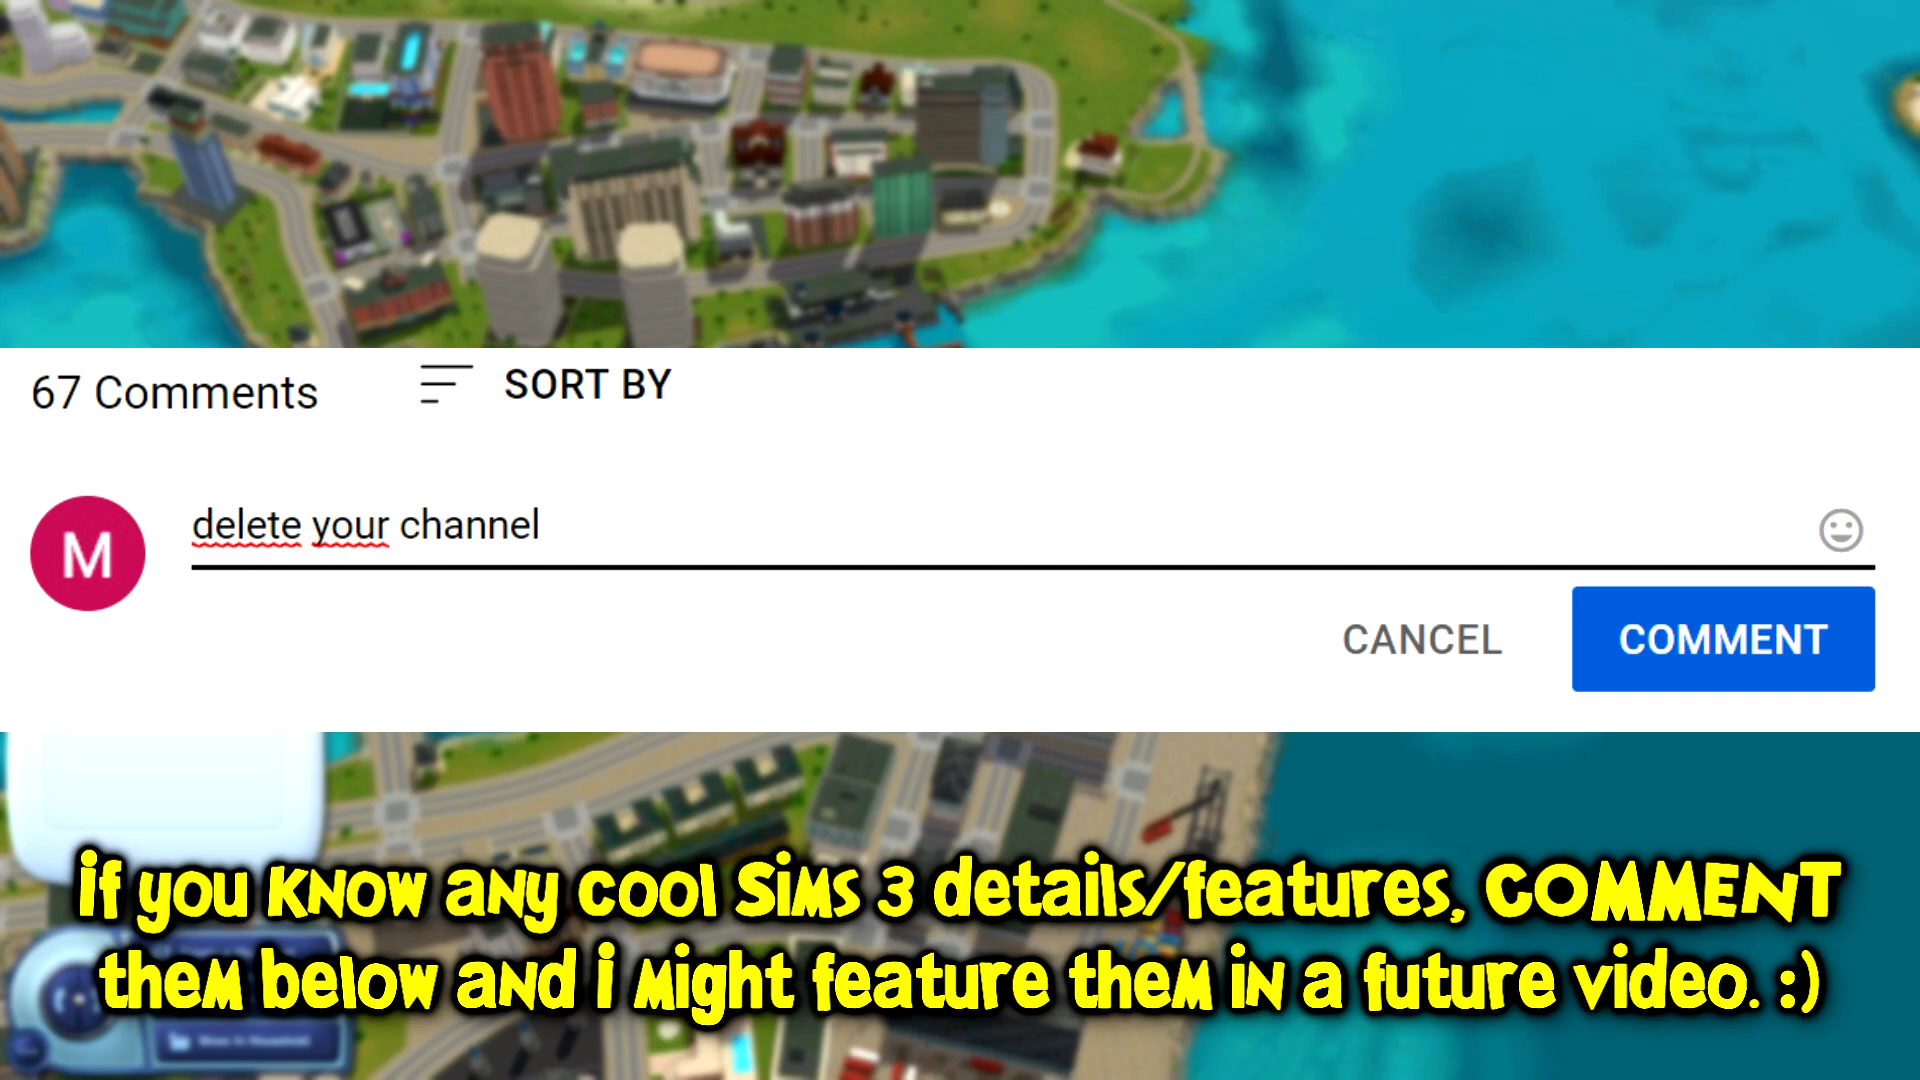 67 Comments
SORT BY
M
delete your channel
CANCEL
COMMENT
if you know any cool Sims 3 details/features, COMMENT
them below and i might feature them in a future video. :)